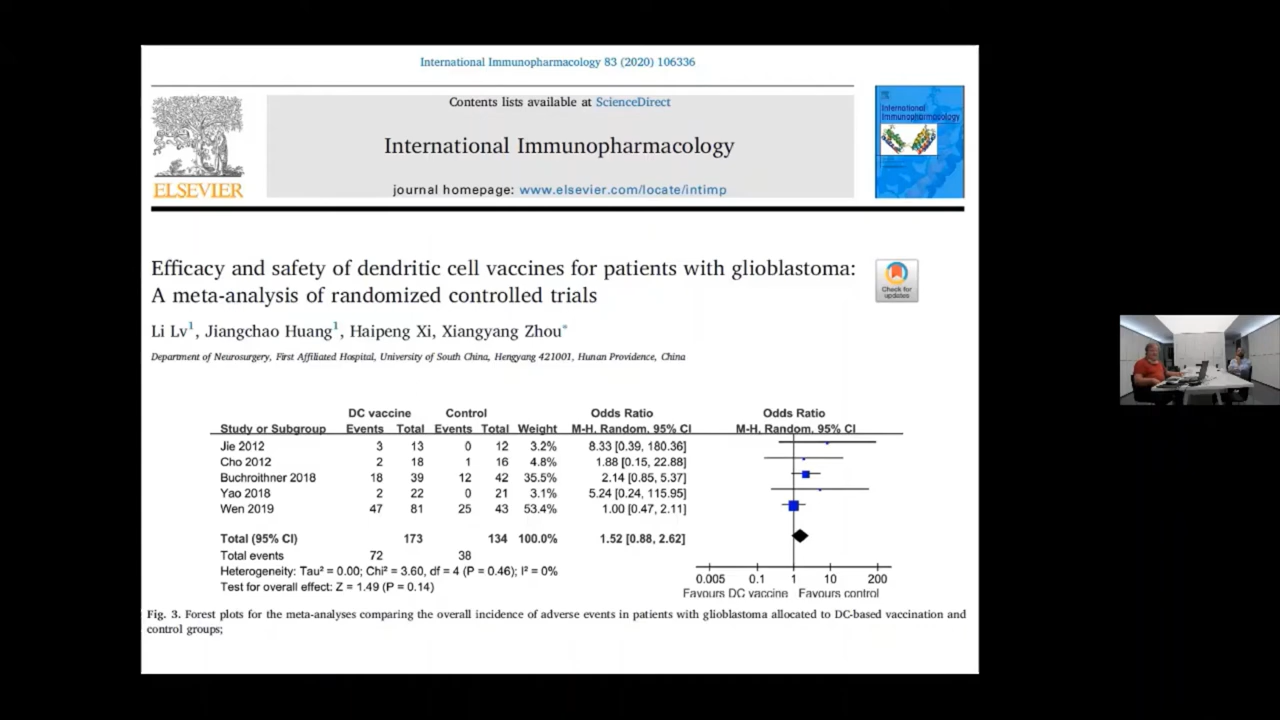 International Immunopharmacology 83 (2020) 106336
Contents lists available at ScienceDirect
International Immunopharmacology
journal homepage: www.elsevier.com/locate/intimp
ELSEVIER
International
Immunopharmacology
Efficacy and safety of dendritic cell vaccines for patients with glioblastoma:
A meta-analysis of randomized controlled trials
Check for
updates
Li Lv1, Jiangchao Huang1, Haipeng Xi, Xiangyang Zhou*
Department of Neurosurgery, First Affiliated Hospital, University of South China, Hengyang 421001, Hunan Providence, China
DC vaccine Control Odds Ratio Odds Ratio
Study or Subgroup Events Total Events Total Weight M-H. Random. 95% CI M-H. Random. 95% CI
Jie 2012 3 13 0 12 3.2% 8.33 [0.39, 180.36]
Cho 2012 2 18 1 16 4.8% 1.88 [0.15, 22.88]
Buchroithner 2018 18 39 12 42 35.5% 2.14 [0.85, 5.37]
Yao 2018 2 22 0 21 3.1% 5.24 [0.24, 115.95]
Wen 2019 47 81 25 43 53.4% 1.00 [0.47, 2.11]
Total (95% CI) 173 134 100.0% 1.52 [0.88, 2.62]
Total events 72 38
Heterogeneity: Tau² = 0.00; Chi² = 3.60, df = 4 (P = 0.46); I² = 0%
Test for overall effect: Z = 1.49 (P = 0.14)
0.005 0.1 1 10 200
Favours DC vaccine Favours control
Fig. 3. Forest plots for the meta-analyses comparing the overall incidence of adverse events in patients with glioblastoma allocated to DC-based vaccination and
control groups;